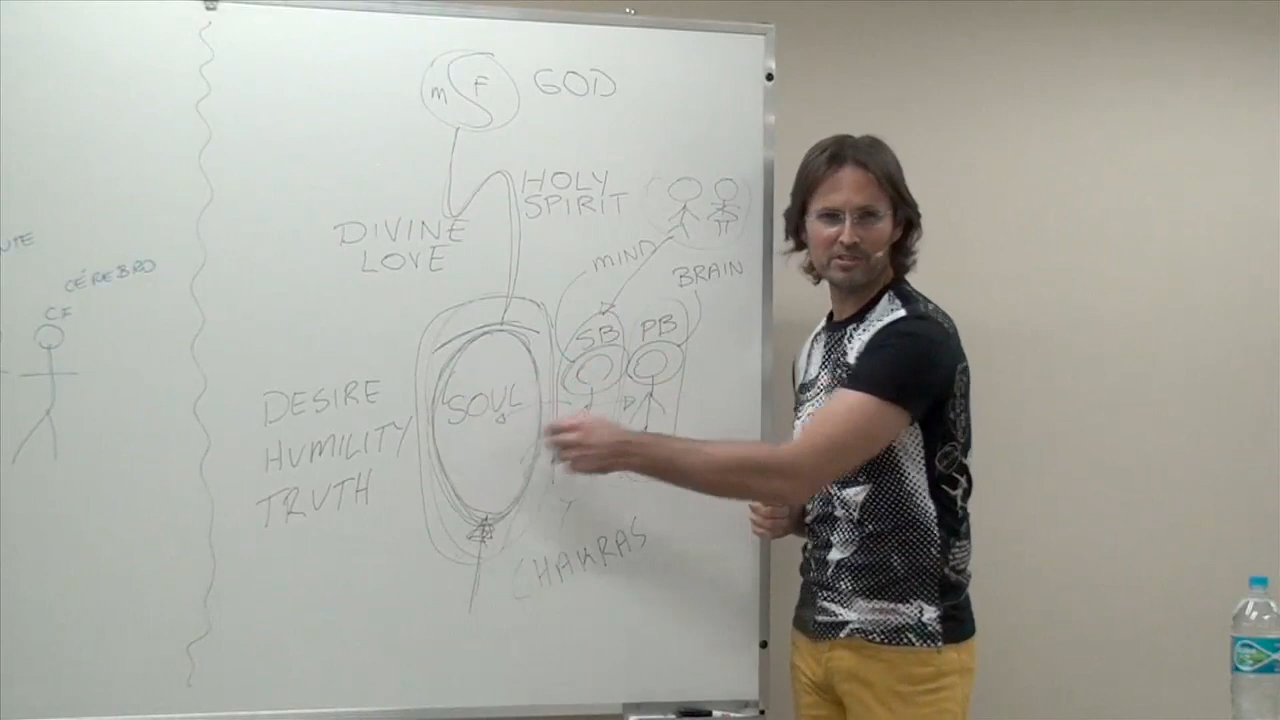 M F
GOD
HOLY
SPIRIT
DIVINE
LOVE
MIND
BRAIN
CÉREBRO
CF
SB
PB
SOUL
DESIRE
HUMILITY
TRUTH
CHAKRAS